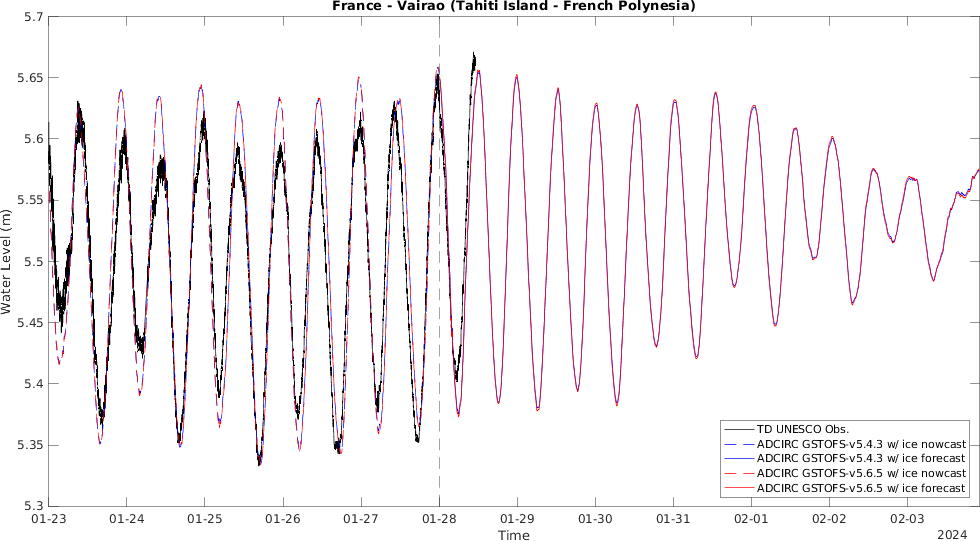 France - Vairao (Tahiti Island - French Polynesia)
5.7
5.65
5.6
5.55
5.5
5.45
5.4
5.35
5.3
Water Level (m)
01-23
01-24
01-25
01-26
01-27
01-28
01-29
01-30
01-31
02-01
02-02
02-03
Time
2024
TD UNESCO Obs.
ADCIRC GSTOFS-v5.4.3 w/ ice nowcast
ADCIRC GSTOFS-v5.4.3 w/ ice forecast
ADCIRC GSTOFS-v5.6.5 w/ ice nowcast
ADCIRC GSTOFS-v5.6.5 w/ ice forecast